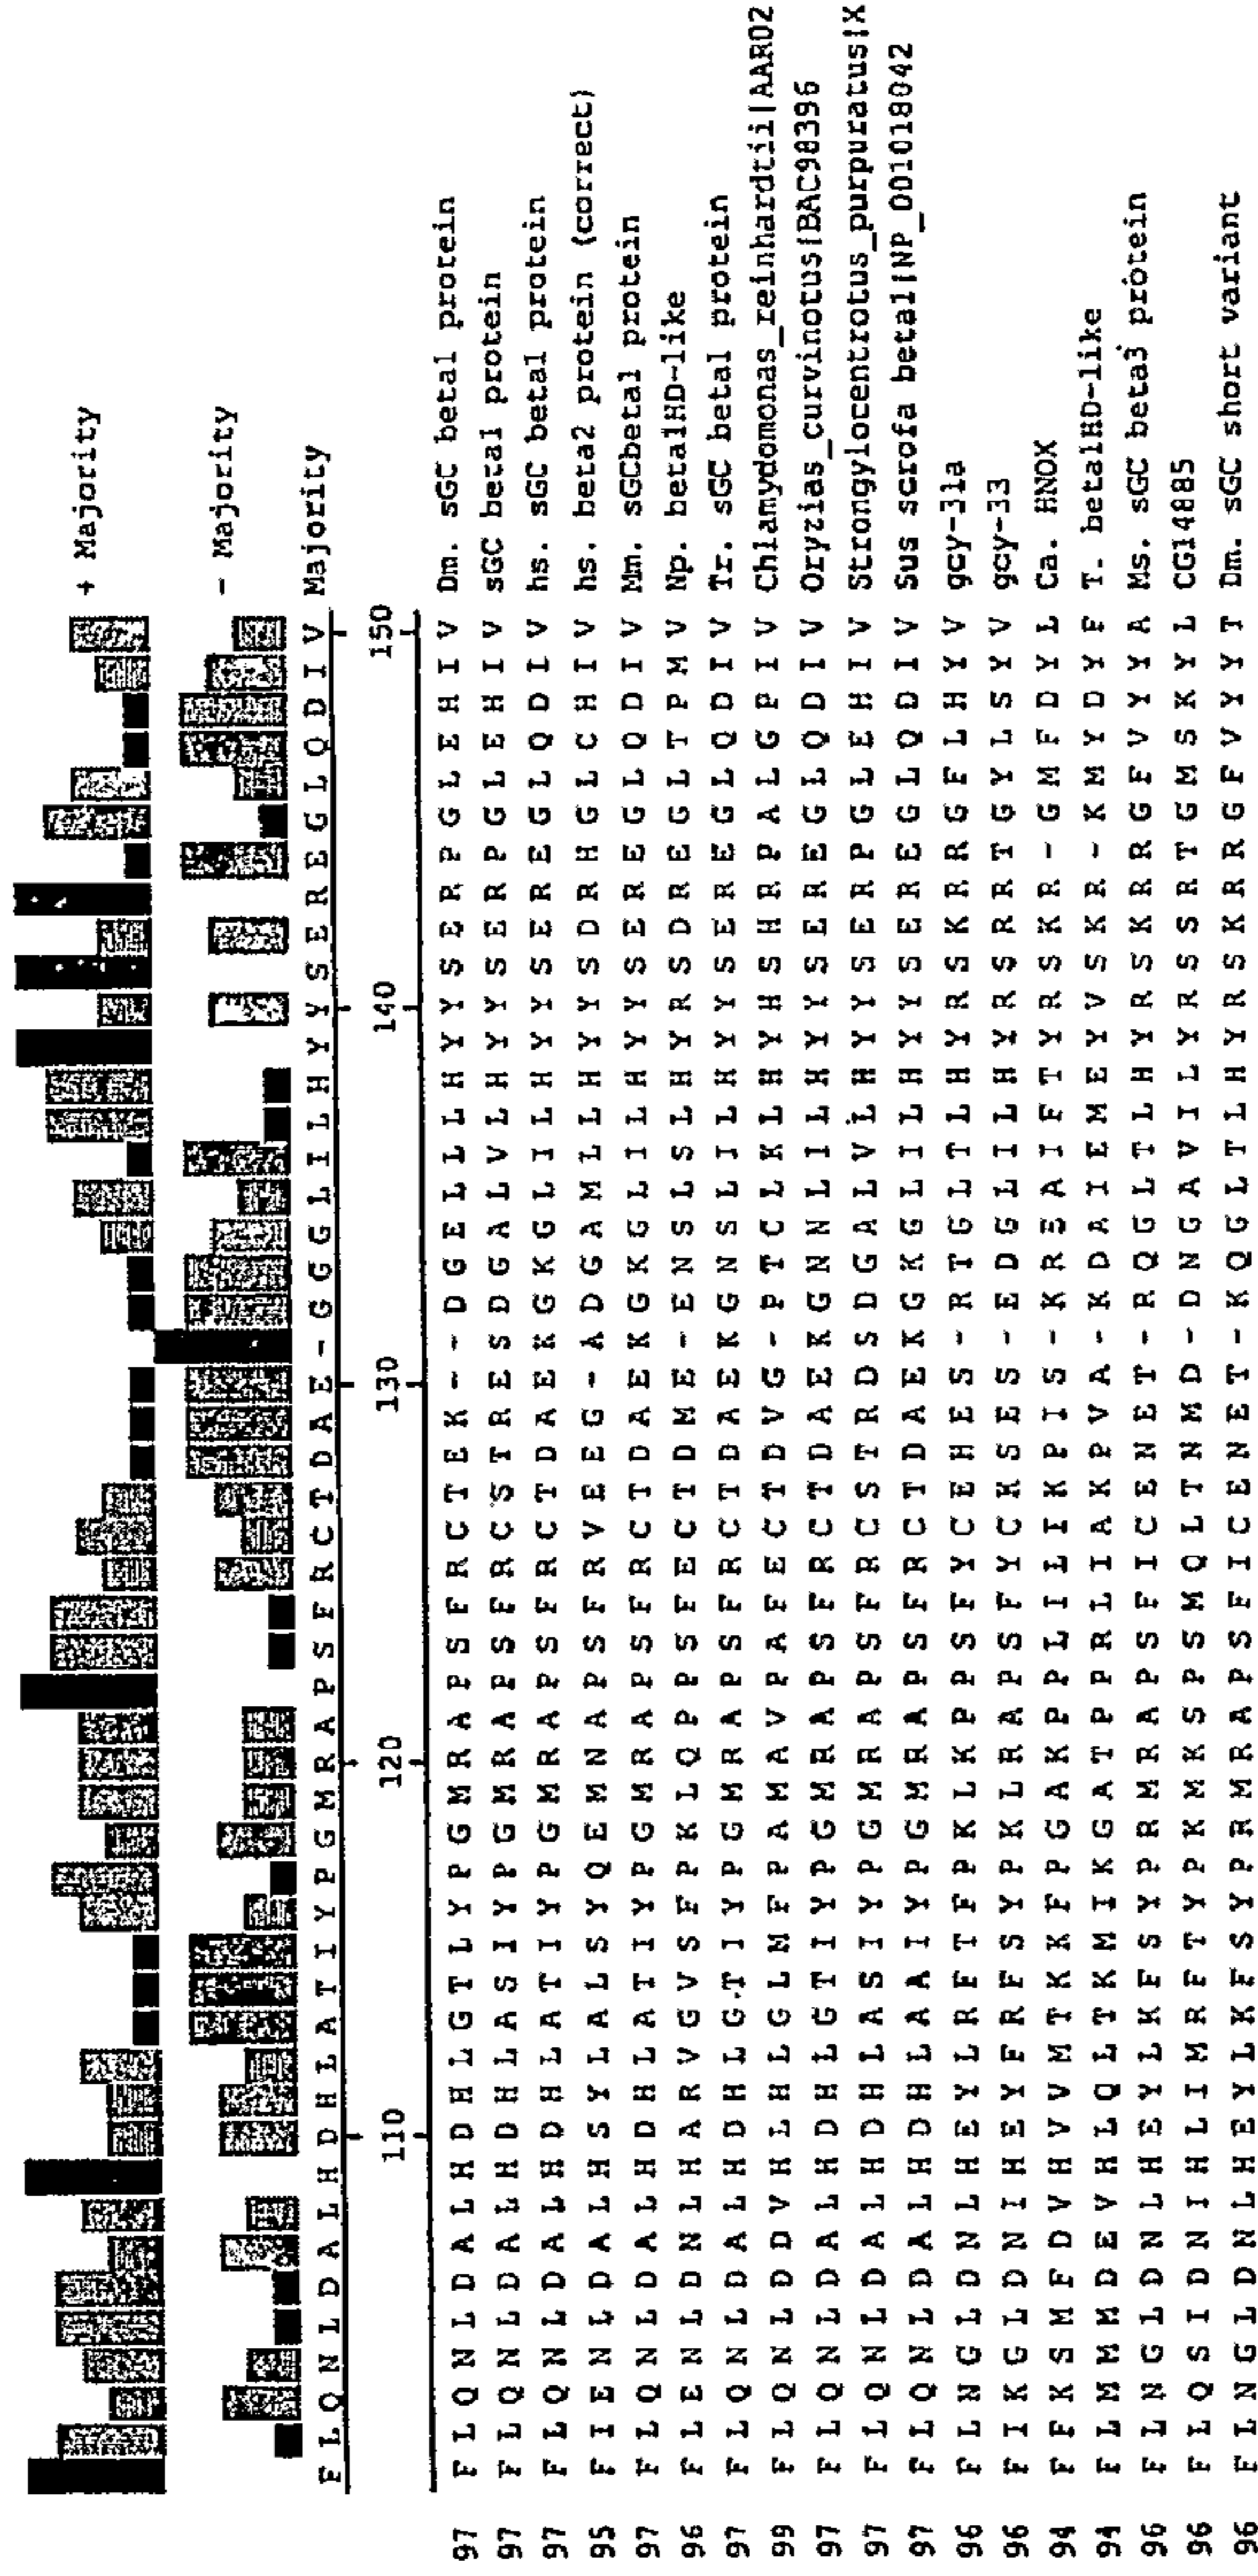 + Majority
- Majority
F L Q N L D A L H D H L A T I Y P G M R A P S F R C T D A E - G G G L I L H Y Y S E R E G L Q D I V Majority
110 120 130 140 150
97 F L Q N L D A L H D H L G T L Y P G M R A P S F R C T E K - - D G E L L L H Y Y S E R P G L E H I V Dm. sGC beta1 protein
97 F L Q N L D A L H D H L A S I Y P G M R A P S F R C S T R E S D G A L V L H Y Y S E R P G L E H I V sGC beta1 protein
97 F L Q N L D A L H D H L A T I Y P G M R A P S F R C T D A E K G K G L I L H Y Y S E R E G L Q D I V hs. sGC beta1 protein
95 F I E N L D A L H S Y L A L S Y Q E M N A P S F R V E E G - A D G A M L L H Y Y S D R H G L C H I V hs. beta2 protein (correct)
97 F L Q N L D A L H D H L A T I Y P G M R A P S F R C T D A E K G K G L I L H Y Y S E R E G L Q D I V Mm. sGCbeta1 protein
96 F L E N L D N L H A R V G V S F P K L Q P P S F E C T D M E - E N S L S L H Y R S D R E G L T P M V Np. beta1HD-like
97 F L Q N L D A L H D H L G T I Y P G M R A P S F R C T D A E K G N S L I L H Y Y S E R E G L Q D I V Tr. sGC beta1 protein
99 F L Q N L D D V H L H L G L M F P A M A V P A F E C T D V G - P T C L K L H Y H S H R P A L G P I V Chlamydomonas_reinhardtii|AAR02
97 F L Q N L D A L H D H L G T I Y P G M R A P S F R C T D A E K G N N L I L H Y Y S E R E G L Q D I V Oryzias_curvinotus|BAC98396
97 F L Q N L D A L H D H L A S I Y P G M R A P S F R C S T R D S D G A L V L H Y Y S E R P G L E H I V Strongylocentrotus_purpuratus|X
97 F L Q N L D A L H D H L A A I Y P G M R A P S F R C T D A E K G K G L I L H Y Y S E R E G L Q D I V Sus scrofa beta1|NP_001018042
96 F L N G L D N L H E Y L R F T F P K L K P P S F Y C E H E S - R T G L T L H Y R S K R R G F L H Y V gcy-31a
96 F I K G L D N I H E Y F R F S Y P K L R A P S F Y C K S E S - E D G L I L H Y R S R R T G Y L S Y V gcy-33
94 F F K S M F D V H V V M T K K F P G A K P P L I L I K P I S - K R E A I F T Y R S K R - G M F D Y L Ca. HNOX
94 F L M M M D E V H L Q L T K M I K G A T P P R L I A K P V A - K D A I E M E Y V S K R - K M Y D Y F T. beta1HD-like
96 F L N G L D N L H E Y L K F S Y P R M R A P S F I C E N E T - R Q G L T L H Y R S K R R G F V Y Y A Ms. sGC beta3 protein
96 F L Q S I D N I H L I M R F T Y P K M K S P S M Q L T N M D - D N G A V I L Y R S S R T G M S K Y L CG14885
96 F L N G L D N L H E Y L K F S Y P R M R A P S F I C E N E T - K Q G L T L H Y R S K R R G F V Y Y T Dm. sGC short variant